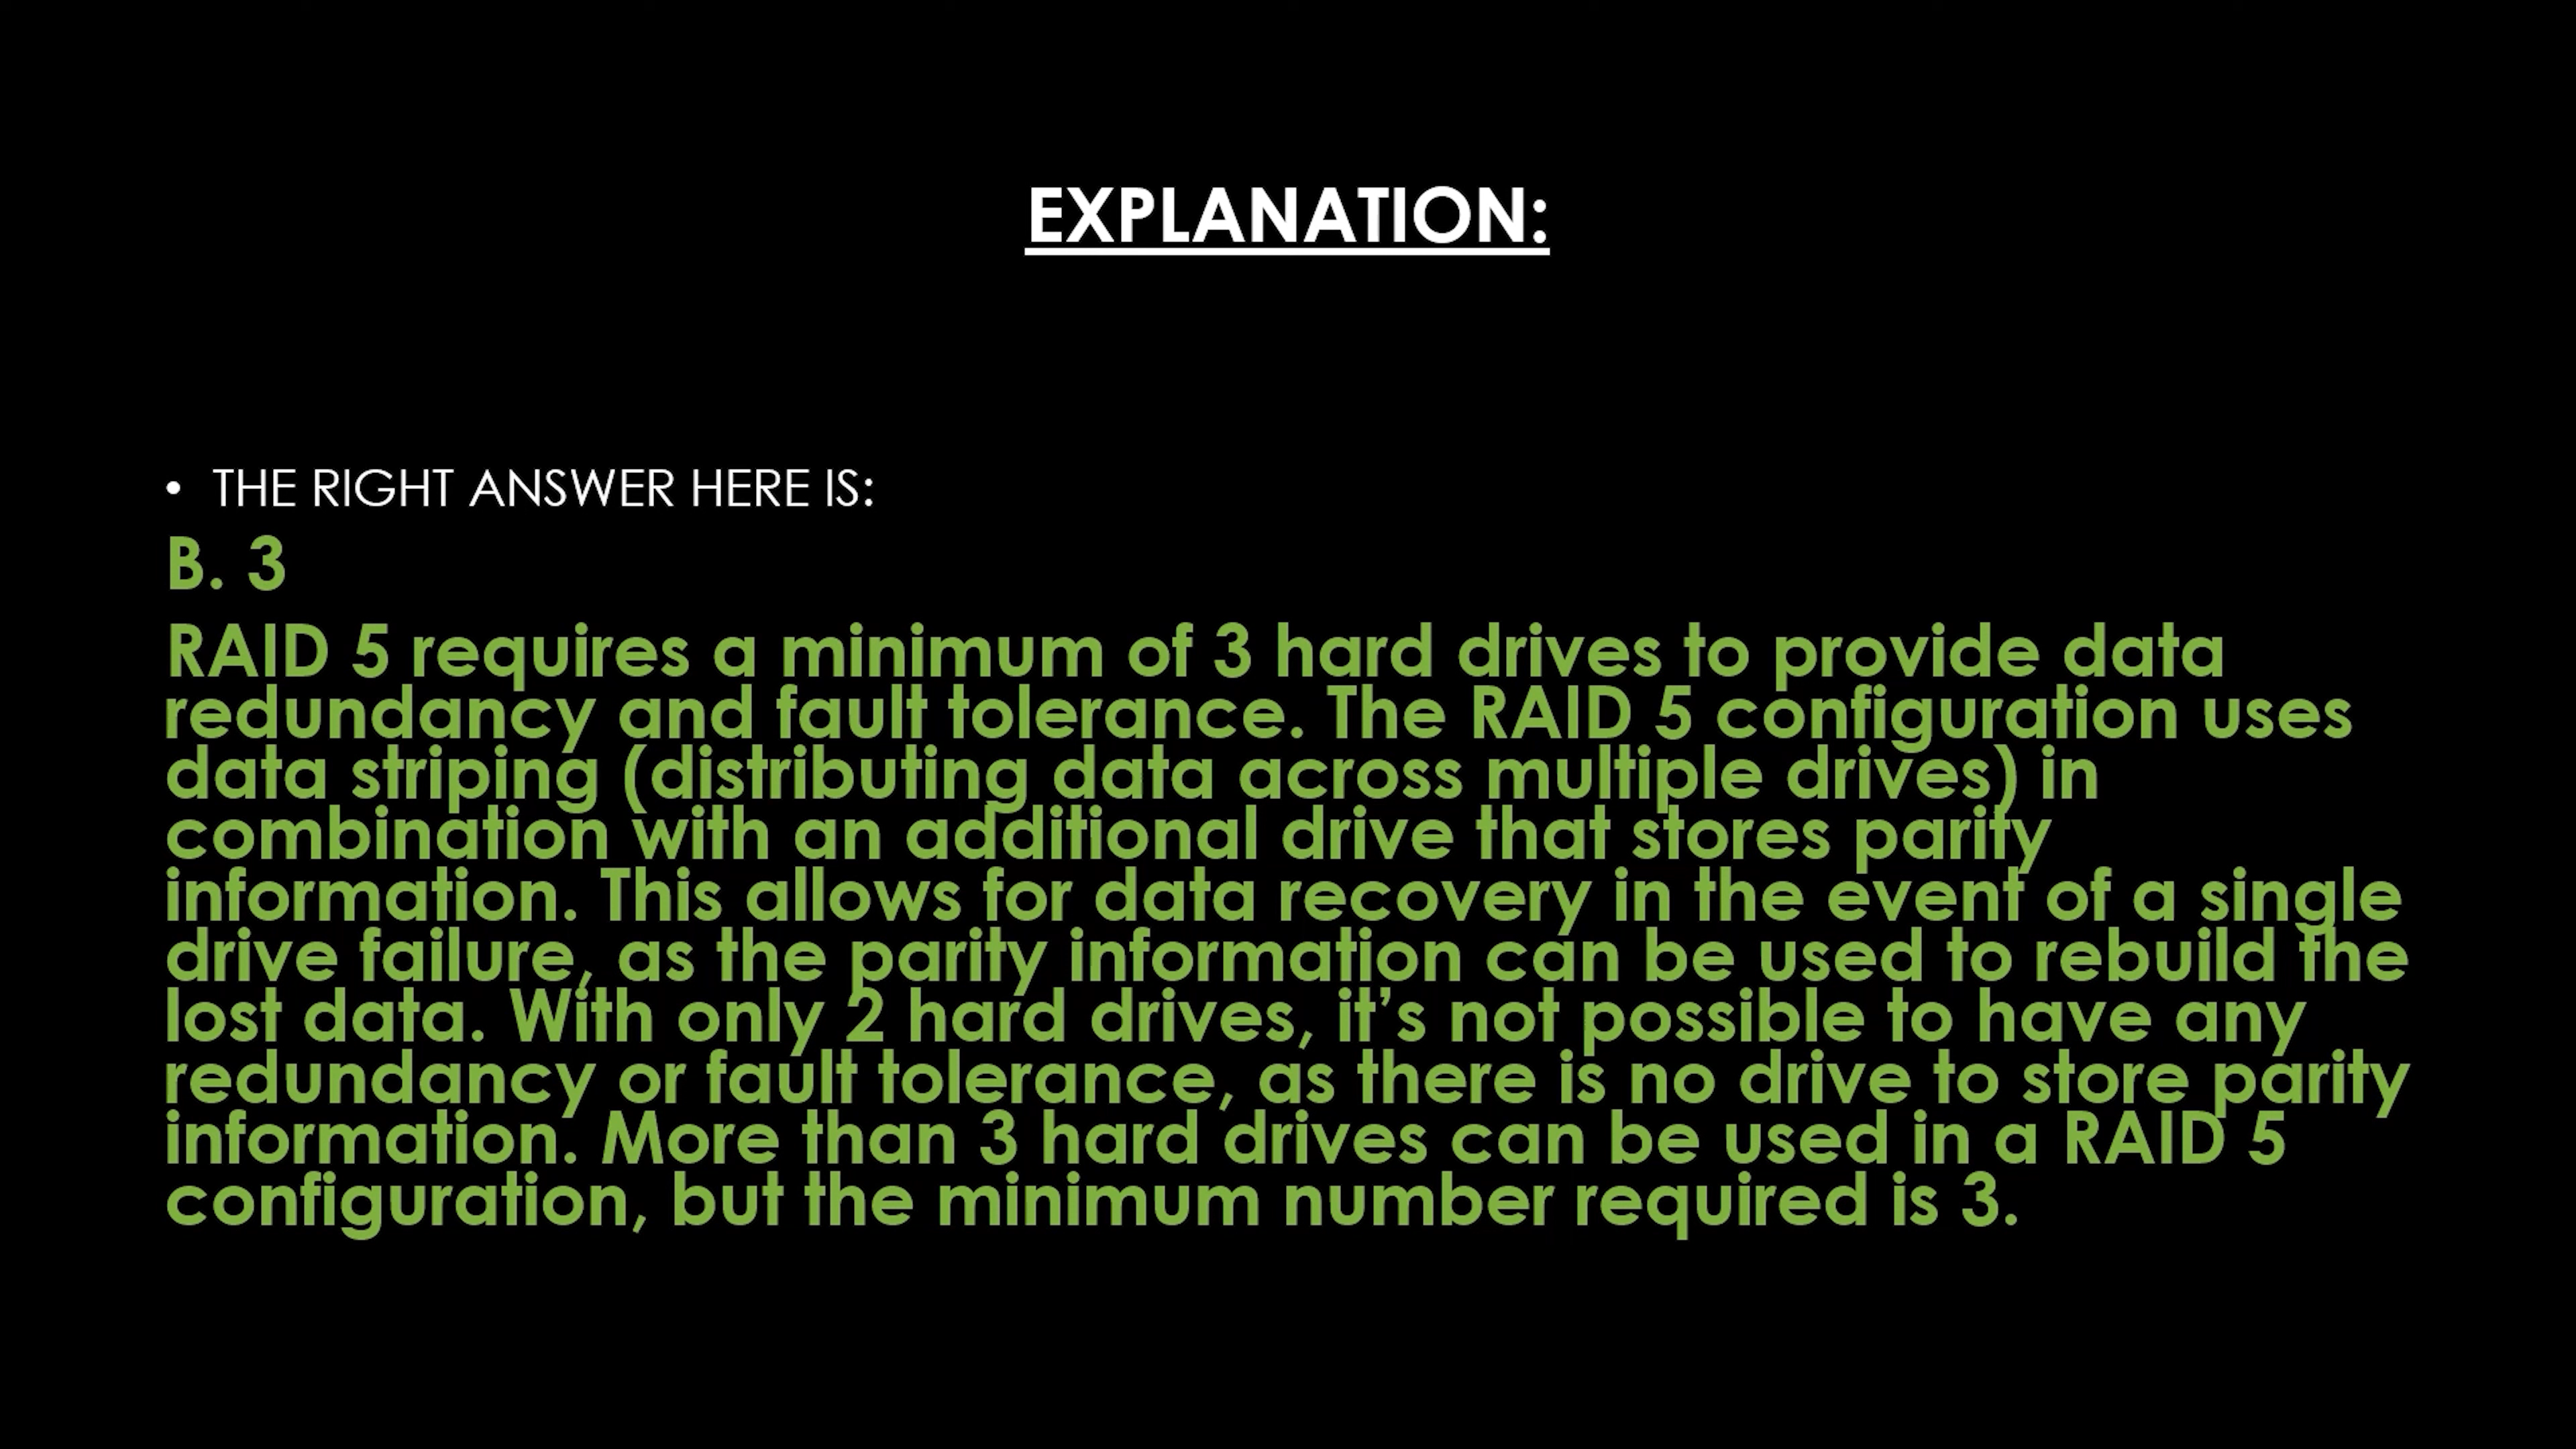 EXPLANATION:
• THE RIGHT ANSWER HERE IS:
B. 3
RAID 5 requires a minimum of 3 hard drives to provide data
redundancy and fault tolerance. The RAID 5 configuration uses
data striping (distributing data across multiple drives) in
combination with an additional drive that stores parity
information. This allows for data recovery in the event of a single
drive failure, as the parity information can be used to rebuild the
lost data. With only 2 hard drives, it’s not possible to have any
redundancy or fault tolerance, as there is no drive to store parity
information. More than 3 hard drives can be used in a RAID 5
configuration, but the minimum number required is 3.